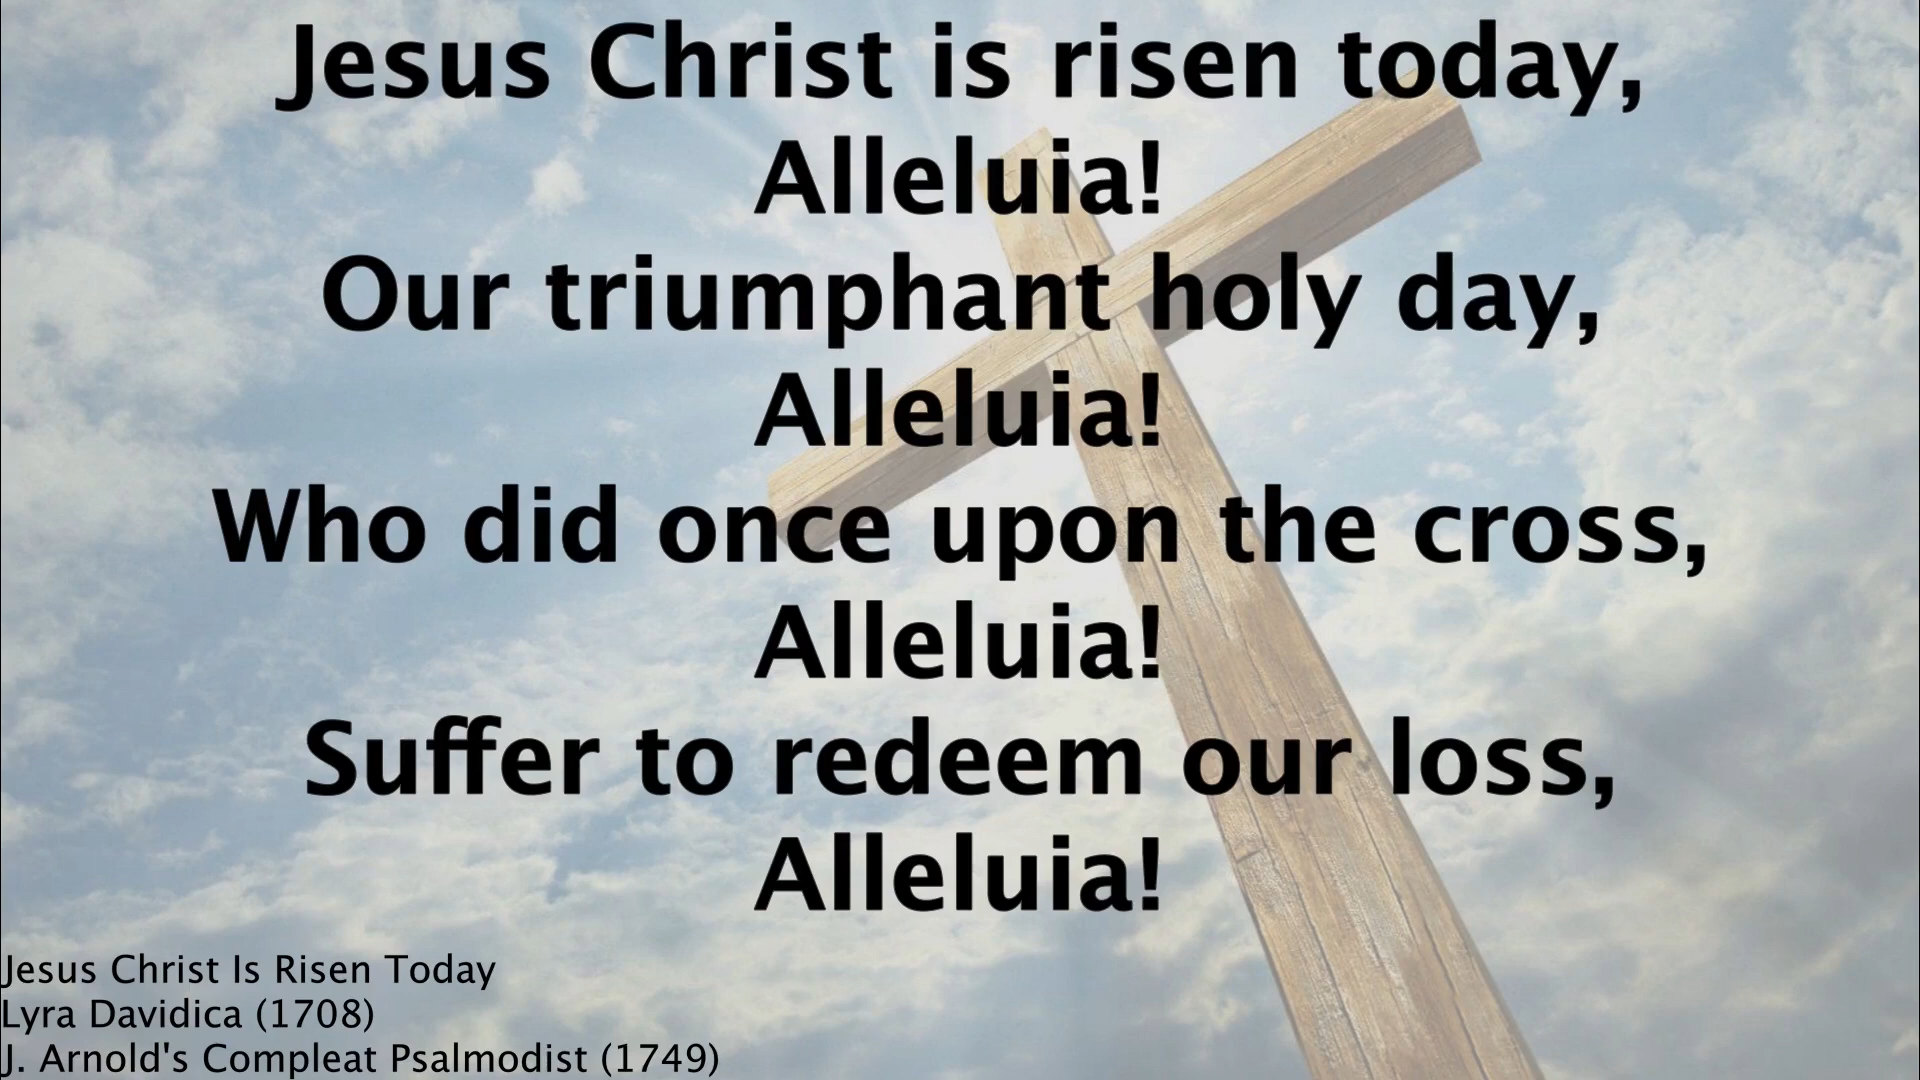 Jesus Christ is risen today,
Alleluia!
Our triumphant holy day,
Alleluia!
Who did once upon the cross,
Alleluia!
Suffer to redeem our loss,
Alleluia!
Jesus Christ Is Risen Today
Lyra Davidica (1708)
J. Arnold's Compleat Psalmodist (1749)